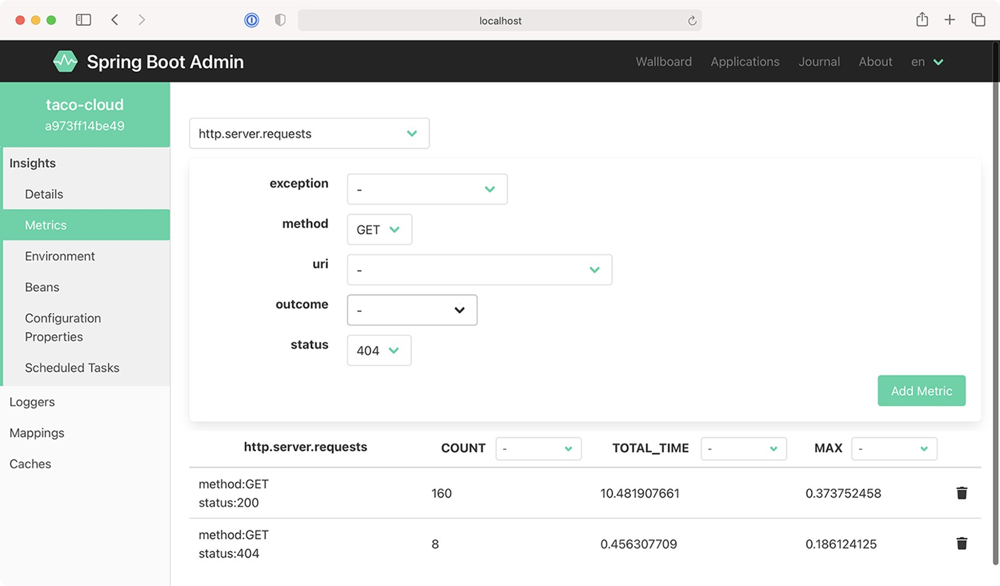 localhost
Spring Boot Admin
Wallboard Applications Journal About en
taco-cloud
a973ff14be49
Insights
Details
Metrics
Environment
Beans
Configuration
Properties
Scheduled Tasks
Loggers
Mappings
Caches
http.server.requests
exception -
method GET
uri -
outcome -
status 404
Add Metric
http.server.requests COUNT - TOTAL_TIME - MAX -
method:GET
status:200
160 10.481907661 0.373752458
method:GET
status:404
8 0.456307709 0.186124125